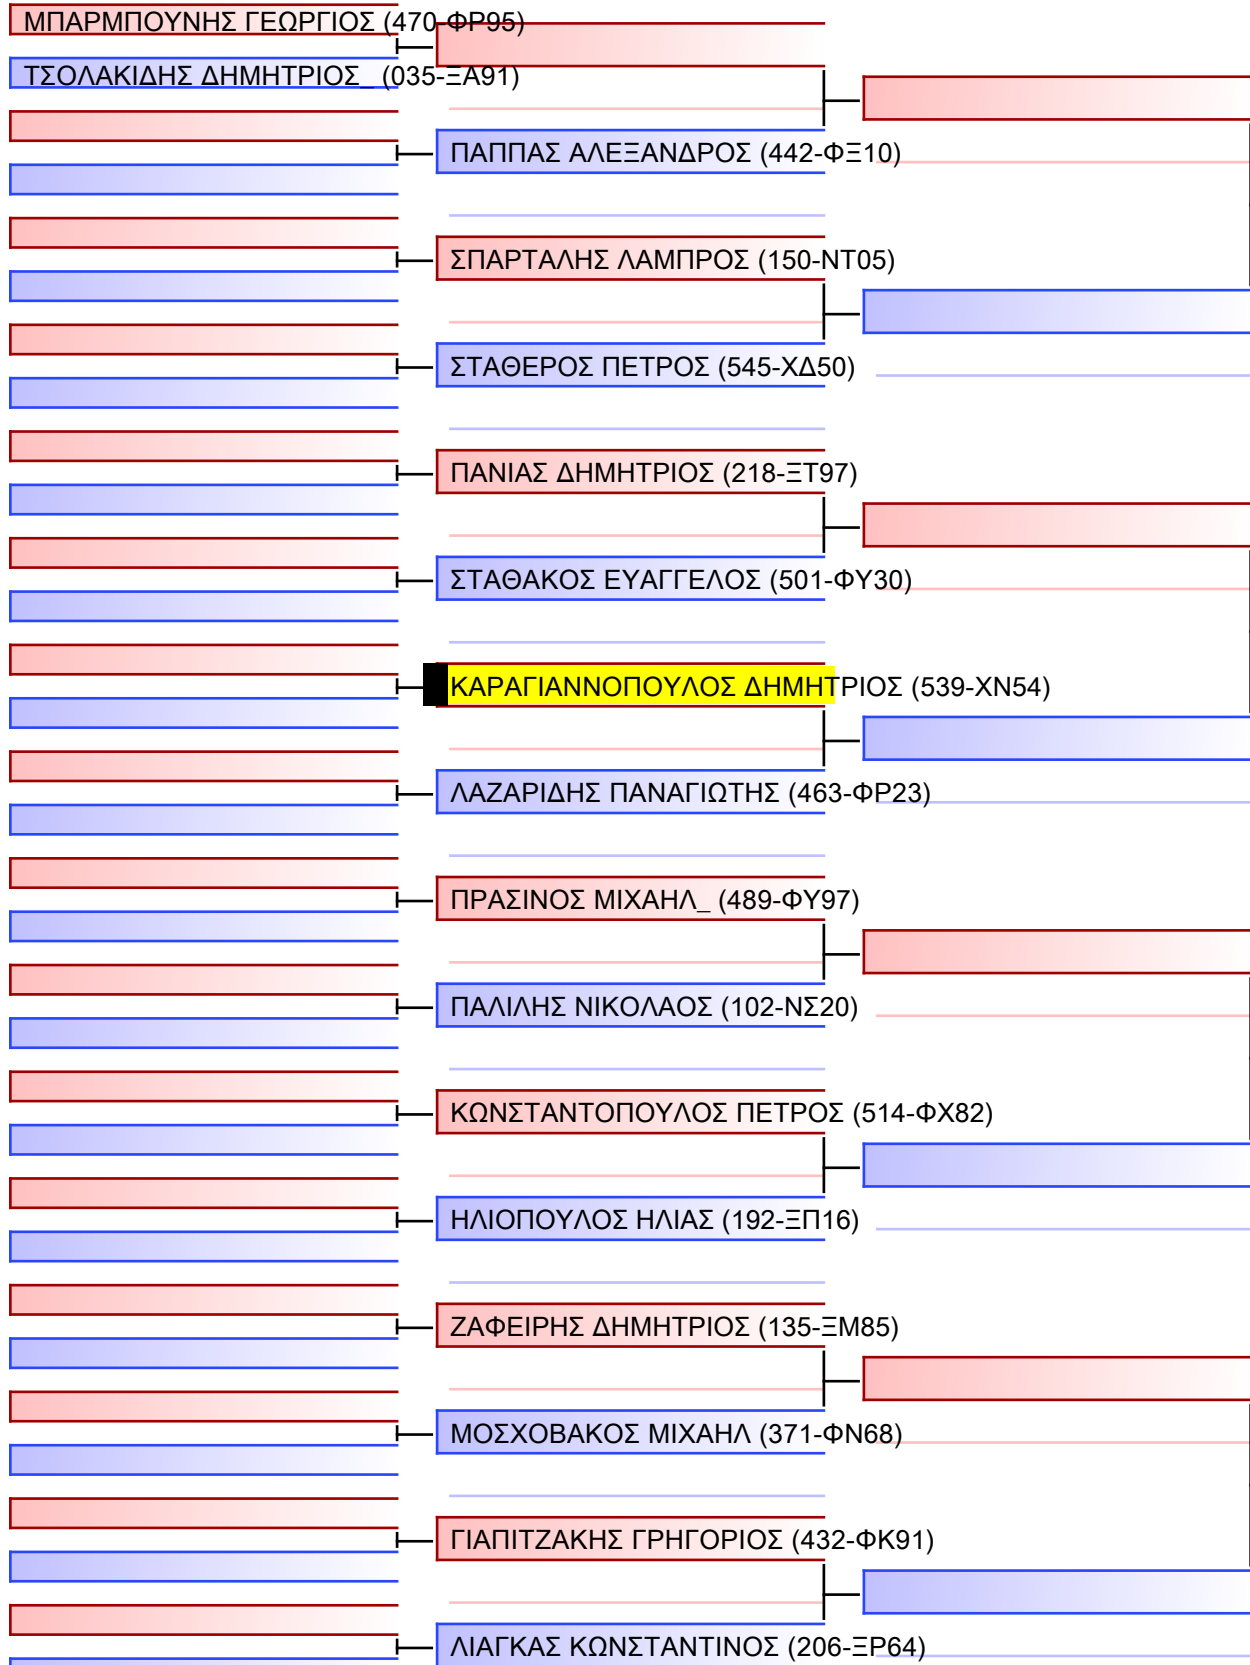 ΜΠΑΡΜΠΟΥΝΗΣ ΓΕΩΡΓΙΟΣ (470-ΦΡ95)
ΤΣΟΛΑΚΙΔΗΣ ΔΗΜΗΤΡΙΟΣ_ (035-ΞΑ91)
ΠΑΠΠΑΣ ΑΛΕΞΑΝΔΡΟΣ (442-ΦΞ10)
ΣΠΑΡΤΑΛΗΣ ΛΑΜΠΡΟΣ (150-ΝΤ05)
ΣΤΑΘΕΡΟΣ ΠΕΤΡΟΣ (545-ΧΔ50)
ΠΑΝΙΑΣ ΔΗΜΗΤΡΙΟΣ (218-ΞΤ97)
ΣΤΑΘΑΚΟΣ ΕΥΑΓΓΕΛΟΣ (501-ΦΥ30)
ΚΑΡΑΓΙΑΝΝΟΠΟΥΛΟΣ ΔΗΜΗΤΡΙΟΣ (539-ΧΝ54)
ΛΑΖΑΡΙΔΗΣ ΠΑΝΑΓΙΩΤΗΣ (463-ΦΡ23)
ΠΡΑΣΙΝΟΣ ΜΙΧΑΗΛ_ (489-ΦΥ97)
ΠΑΛΙΛΗΣ ΝΙΚΟΛΑΟΣ (102-ΝΣ20)
ΚΩΝΣΤΑΝΤΟΠΟΥΛΟΣ ΠΕΤΡΟΣ (514-ΦΧ82)
ΗΛΙΟΠΟΥΛΟΣ ΗΛΙΑΣ (192-ΞΠ16)
ΖΑΦΕΙΡΗΣ ΔΗΜΗΤΡΙΟΣ (135-ΞΜ85)
ΜΟΣΧΟΒΑΚΟΣ ΜΙΧΑΗΛ (371-ΦΝ68)
ΓΙΑΠΙΤΖΑΚΗΣ ΓΡΗΓΟΡΙΟΣ (432-ΦΚ91)
ΛΙΑΓΚΑΣ ΚΩΝΣΤΑΝΤΙΝΟΣ (206-ΞΡ64)